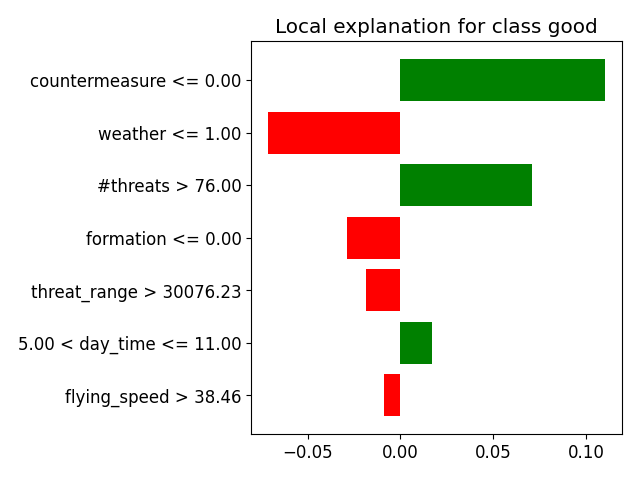 Local explanation for class good
countermeasure <= 0.00
weather <= 1.00
#threats > 76.00
formation <= 0.00
threat_range > 30076.23
5.00 < day_time <= 11.00
flying_speed > 38.46
−0.05 0.00 0.05 0.10